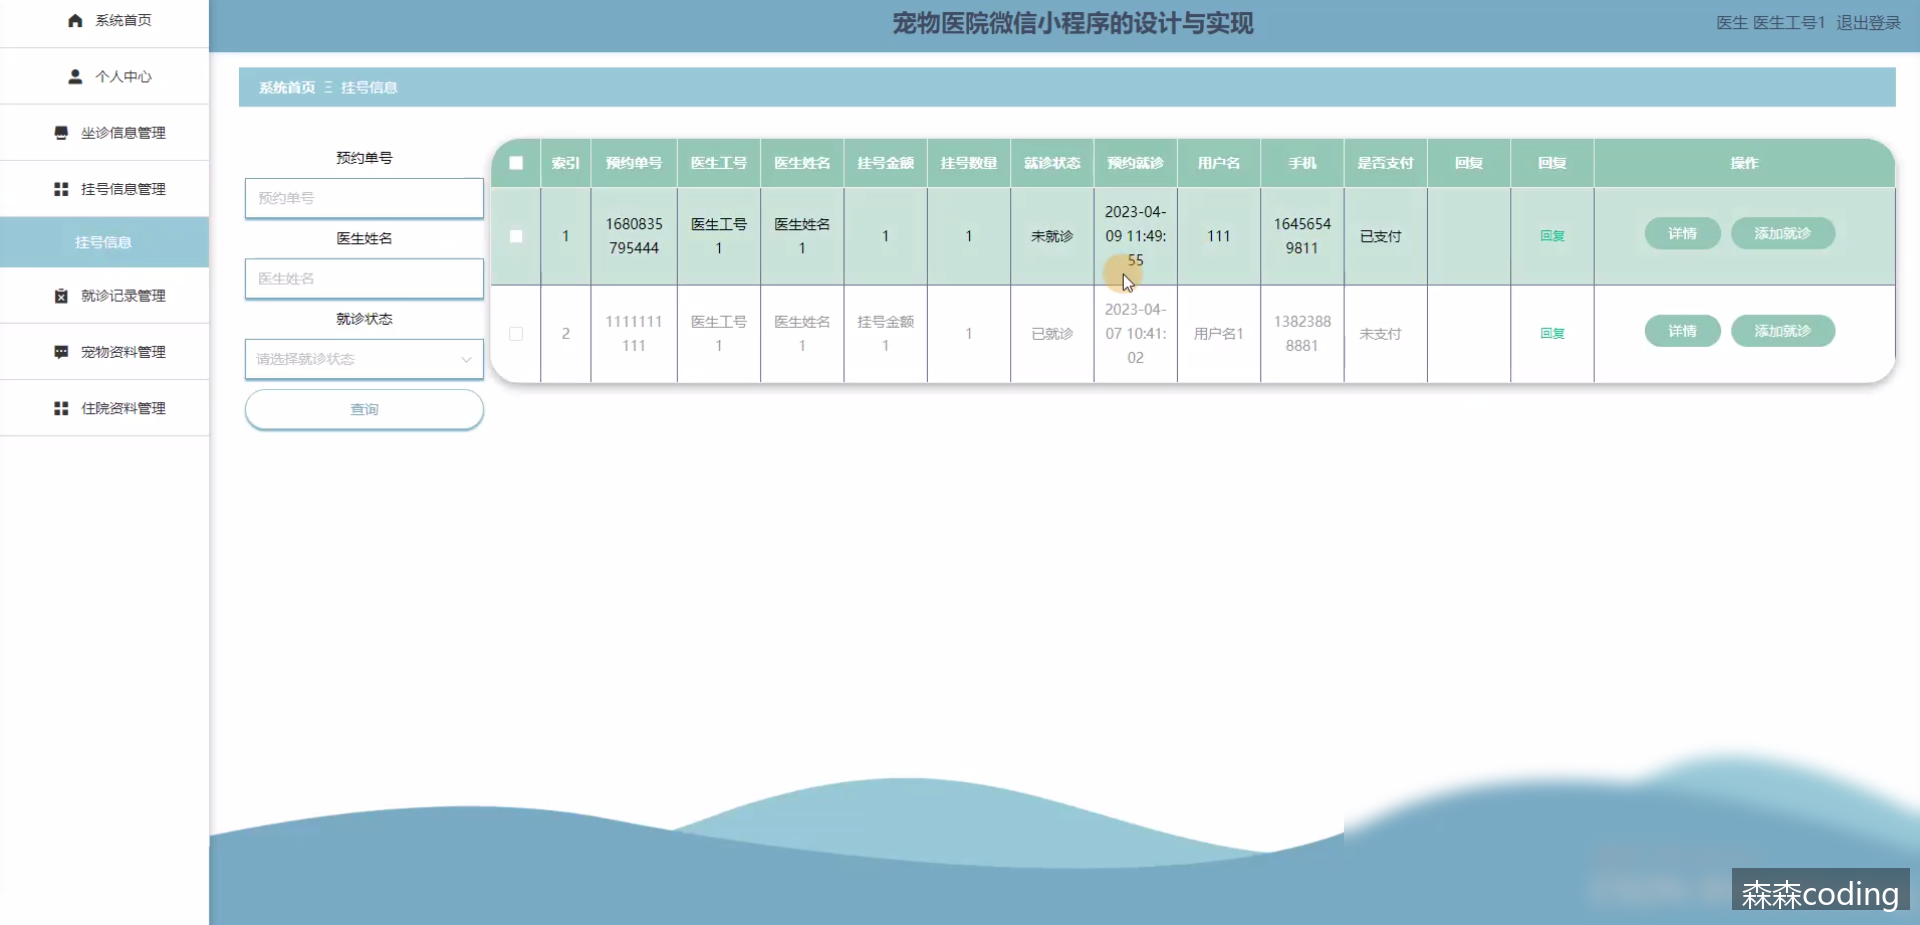 系统首页
个人中心
坐诊信息管理
挂号信息管理
挂号信息
就诊记录管理
宠物资料管理
住院资料管理
宠物医院微信小程序的设计与实现
医生 医生工号1 退出登录
系统首页 Ξ 挂号信息
预约单号
预约单号
医生姓名
医生姓名
就诊状态
请选择就诊状态
查询
索引 预约单号 医生工号 医生姓名 挂号金额 挂号数量 就诊状态 预约就诊 用户名 手机 是否支付 回复 回复 操作
1 1680835795444 医生工号1 医生姓名1 1 1 未就诊 2023-04-09 11:49:55 111 16456549811 已支付 回复 详情 添加就诊
2 1111111111 医生工号1 医生姓名1 挂号金额1 1 已就诊 2023-04-07 10:41:02 用户名1 13823888881 未支付 回复 详情 添加就诊
森森coding